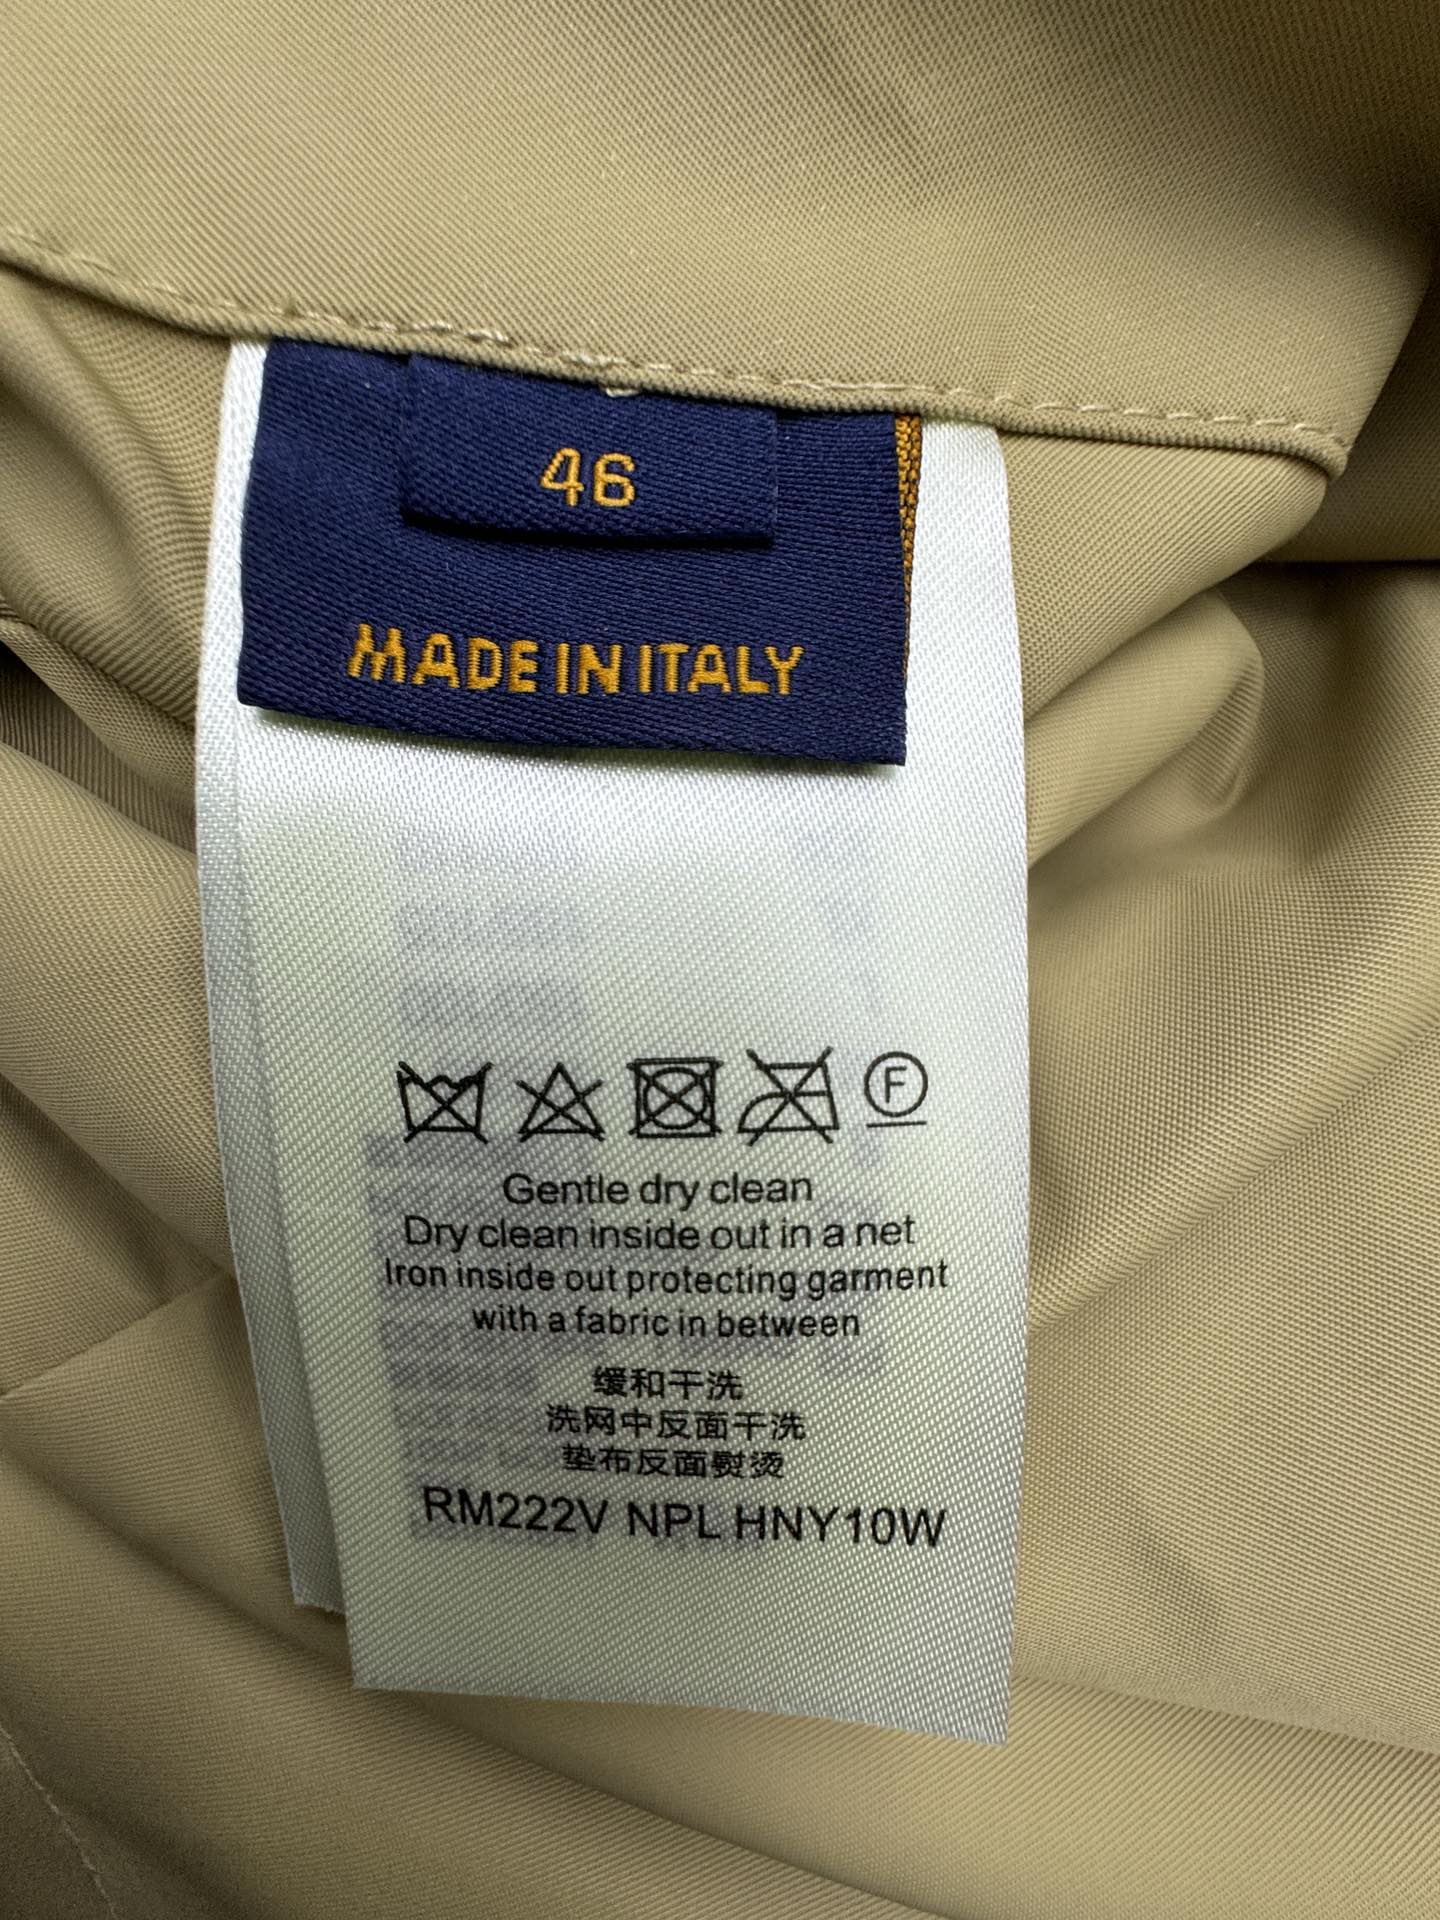 46
MADE IN ITALY
F
Gentle dry clean
Dry clean inside out in a net
Iron inside out protecting garment
with a fabric in between
缓和干洗
洗网中反面干洗
垫布反面熨烫
RM222V NPL HNY10W